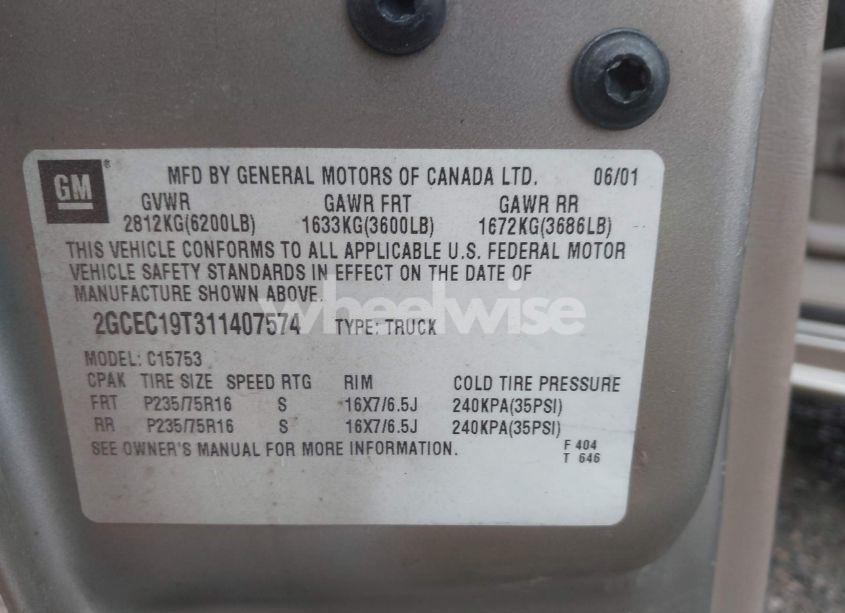 GM ® MFD BY GENERAL MOTORS OF CANADA LTD. 06/01
GVWR GAWR FRT GAWR RR
2812KG(6200LB) 1633KG(3600LB) 1672KG(3686LB)
THIS VEHICLE CONFORMS TO ALL APPLICABLE U.S. FEDERAL MOTOR
VEHICLE SAFETY STANDARDS IN EFFECT ON THE DATE OF
MANUFACTURE SHOWN ABOVE.
wheelwise
2GCEC19T311407574 TYPE: TRUCK
MODEL: C15753
CPAK TIRE SIZE SPEED RTG RIM COLD TIRE PRESSURE
FRT P235/75R16 S 16X7/6.5J 240KPA(35PSI)
RR P235/75R16 S 16X7/6.5J 240KPA(35PSI)
SEE OWNER'S MANUAL FOR MORE INFORMATION. F 404
T 646